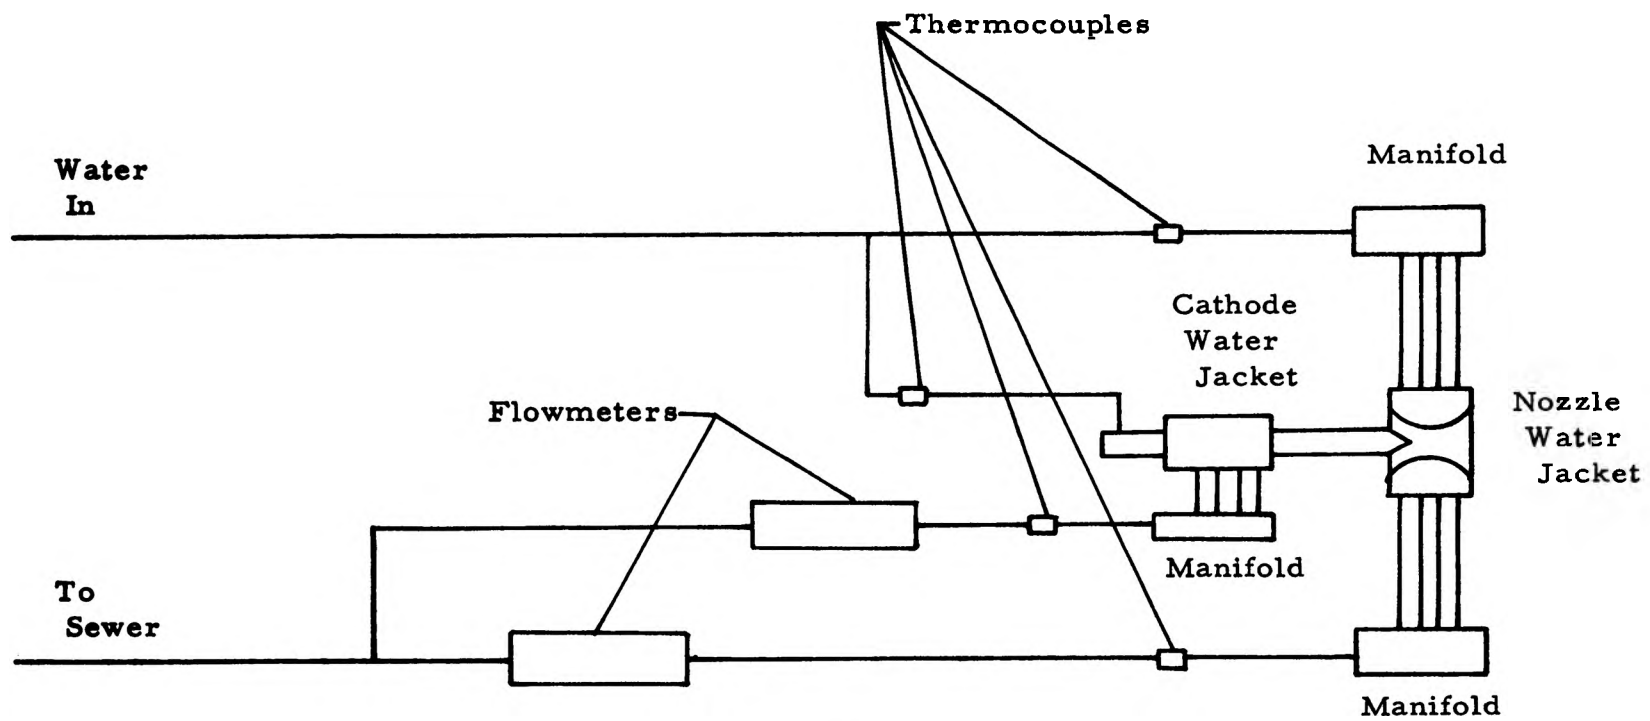 Thermocouples
Water
In
Manifold
Cathode
Water
Jacket
Flowmeters
Nozzle
Water
Jacket
Manifold
To
Sewer
Manifold